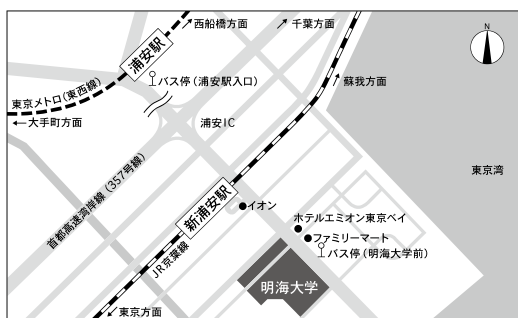 西船橋方面
千葉方面
N
浦安駅
バス停(浦安駅入口)
蘇我方面
東京メトロ(東西線)
大手町方面
浦安IC
東京湾
首都高速湾岸線(357号線)
新浦安駅
イオン
ホテルエミオン東京ベイ
ファミリーマート
バス停(明海大学前)
JR京葉線
明海大学
東京方面